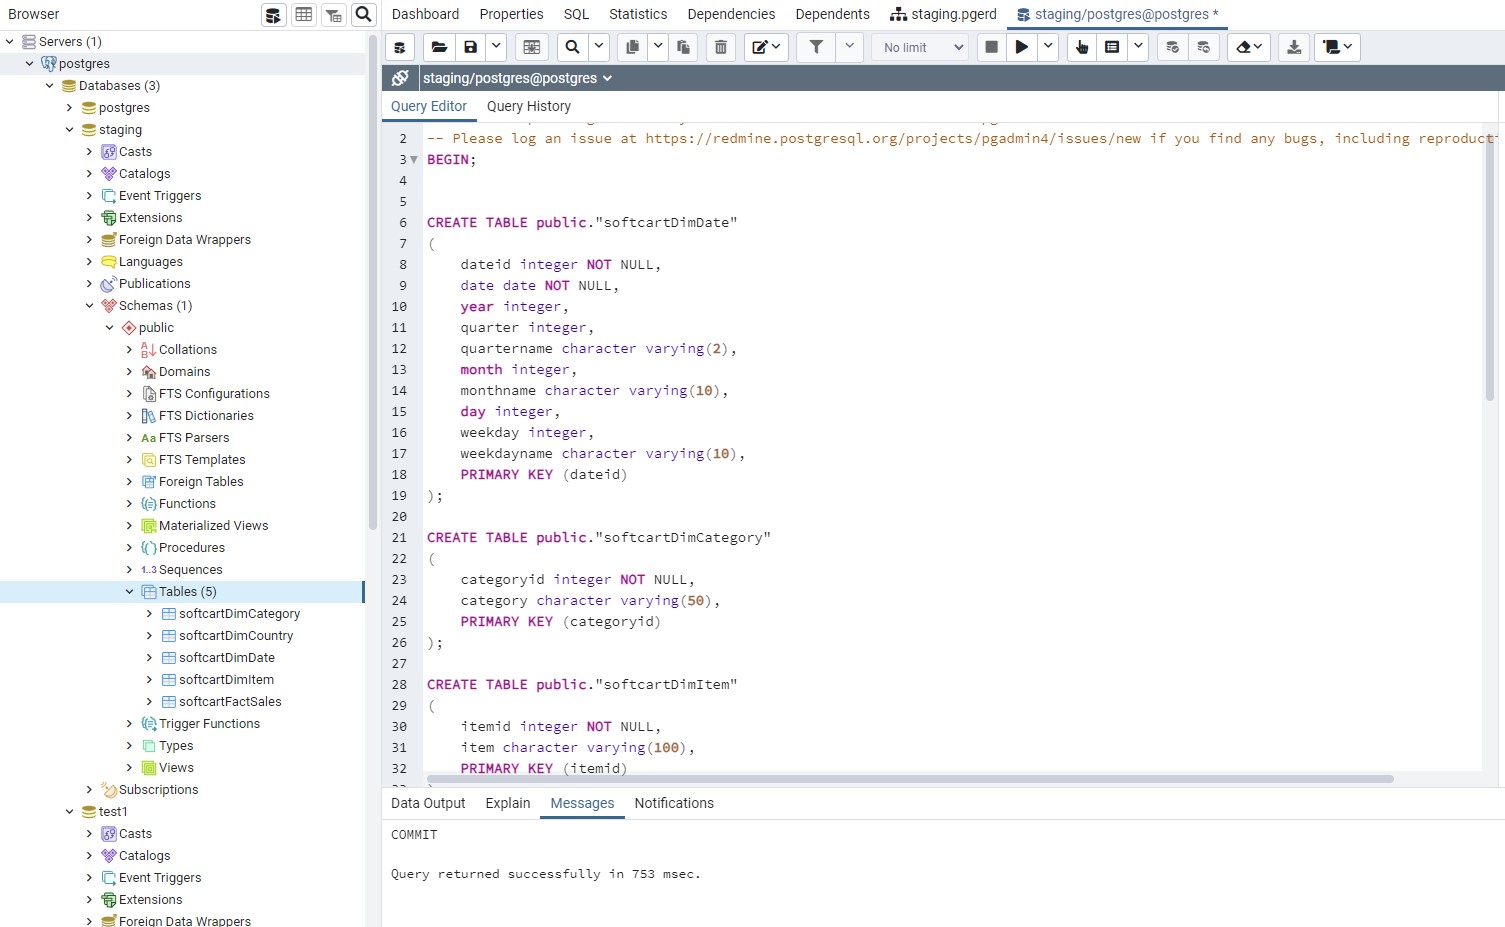 Browser
Dashboard Properties SQL Statistics Dependencies Dependents staging.pgerd staging/postgres@postgres *
Servers (1)
postgres
Databases (3)
postgres
staging
Casts
Catalogs
Event Triggers
Extensions
Foreign Data Wrappers
Languages
Publications
Schemas (1)
public
Collations
Domains
FTS Configurations
FTS Dictionaries
Aa FTS Parsers
FTS Templates
Foreign Tables
Functions
Materialized Views
Procedures
1..3 Sequences
Tables (5)
softcartDimCategory
softcartDimCountry
softcartDimDate
softcartDimItem
softcartFactSales
Trigger Functions
Types
Views
Subscriptions
test1
Casts
Catalogs
Event Triggers
Extensions
Foreign Data Wrappers
No limit
staging/postgres@postgres
Query Editor Query History
2 -- Please log an issue at https://redmine.postgresql.org/projects/pgadmin4/issues/new if you find any bugs, including reproduct
3 BEGIN;
4
5
6 CREATE TABLE public."softcartDimDate"
7 (
8 dateid integer NOT NULL,
9 date date NOT NULL,
10 year integer,
11 quarter integer,
12 quartername character varying(2),
13 month integer,
14 monthname character varying(10),
15 day integer,
16 weekday integer,
17 weekdayname character varying(10),
18 PRIMARY KEY (dateid)
19 );
20
21 CREATE TABLE public."softcartDimCategory"
22 (
23 categoryid integer NOT NULL,
24 category character varying(50),
25 PRIMARY KEY (categoryid)
26 );
27
28 CREATE TABLE public."softcartDimItem"
29 (
30 itemid integer NOT NULL,
31 item character varying(100),
32 PRIMARY KEY (itemid)
Data Output Explain Messages Notifications
COMMIT
Query returned successfully in 753 msec.